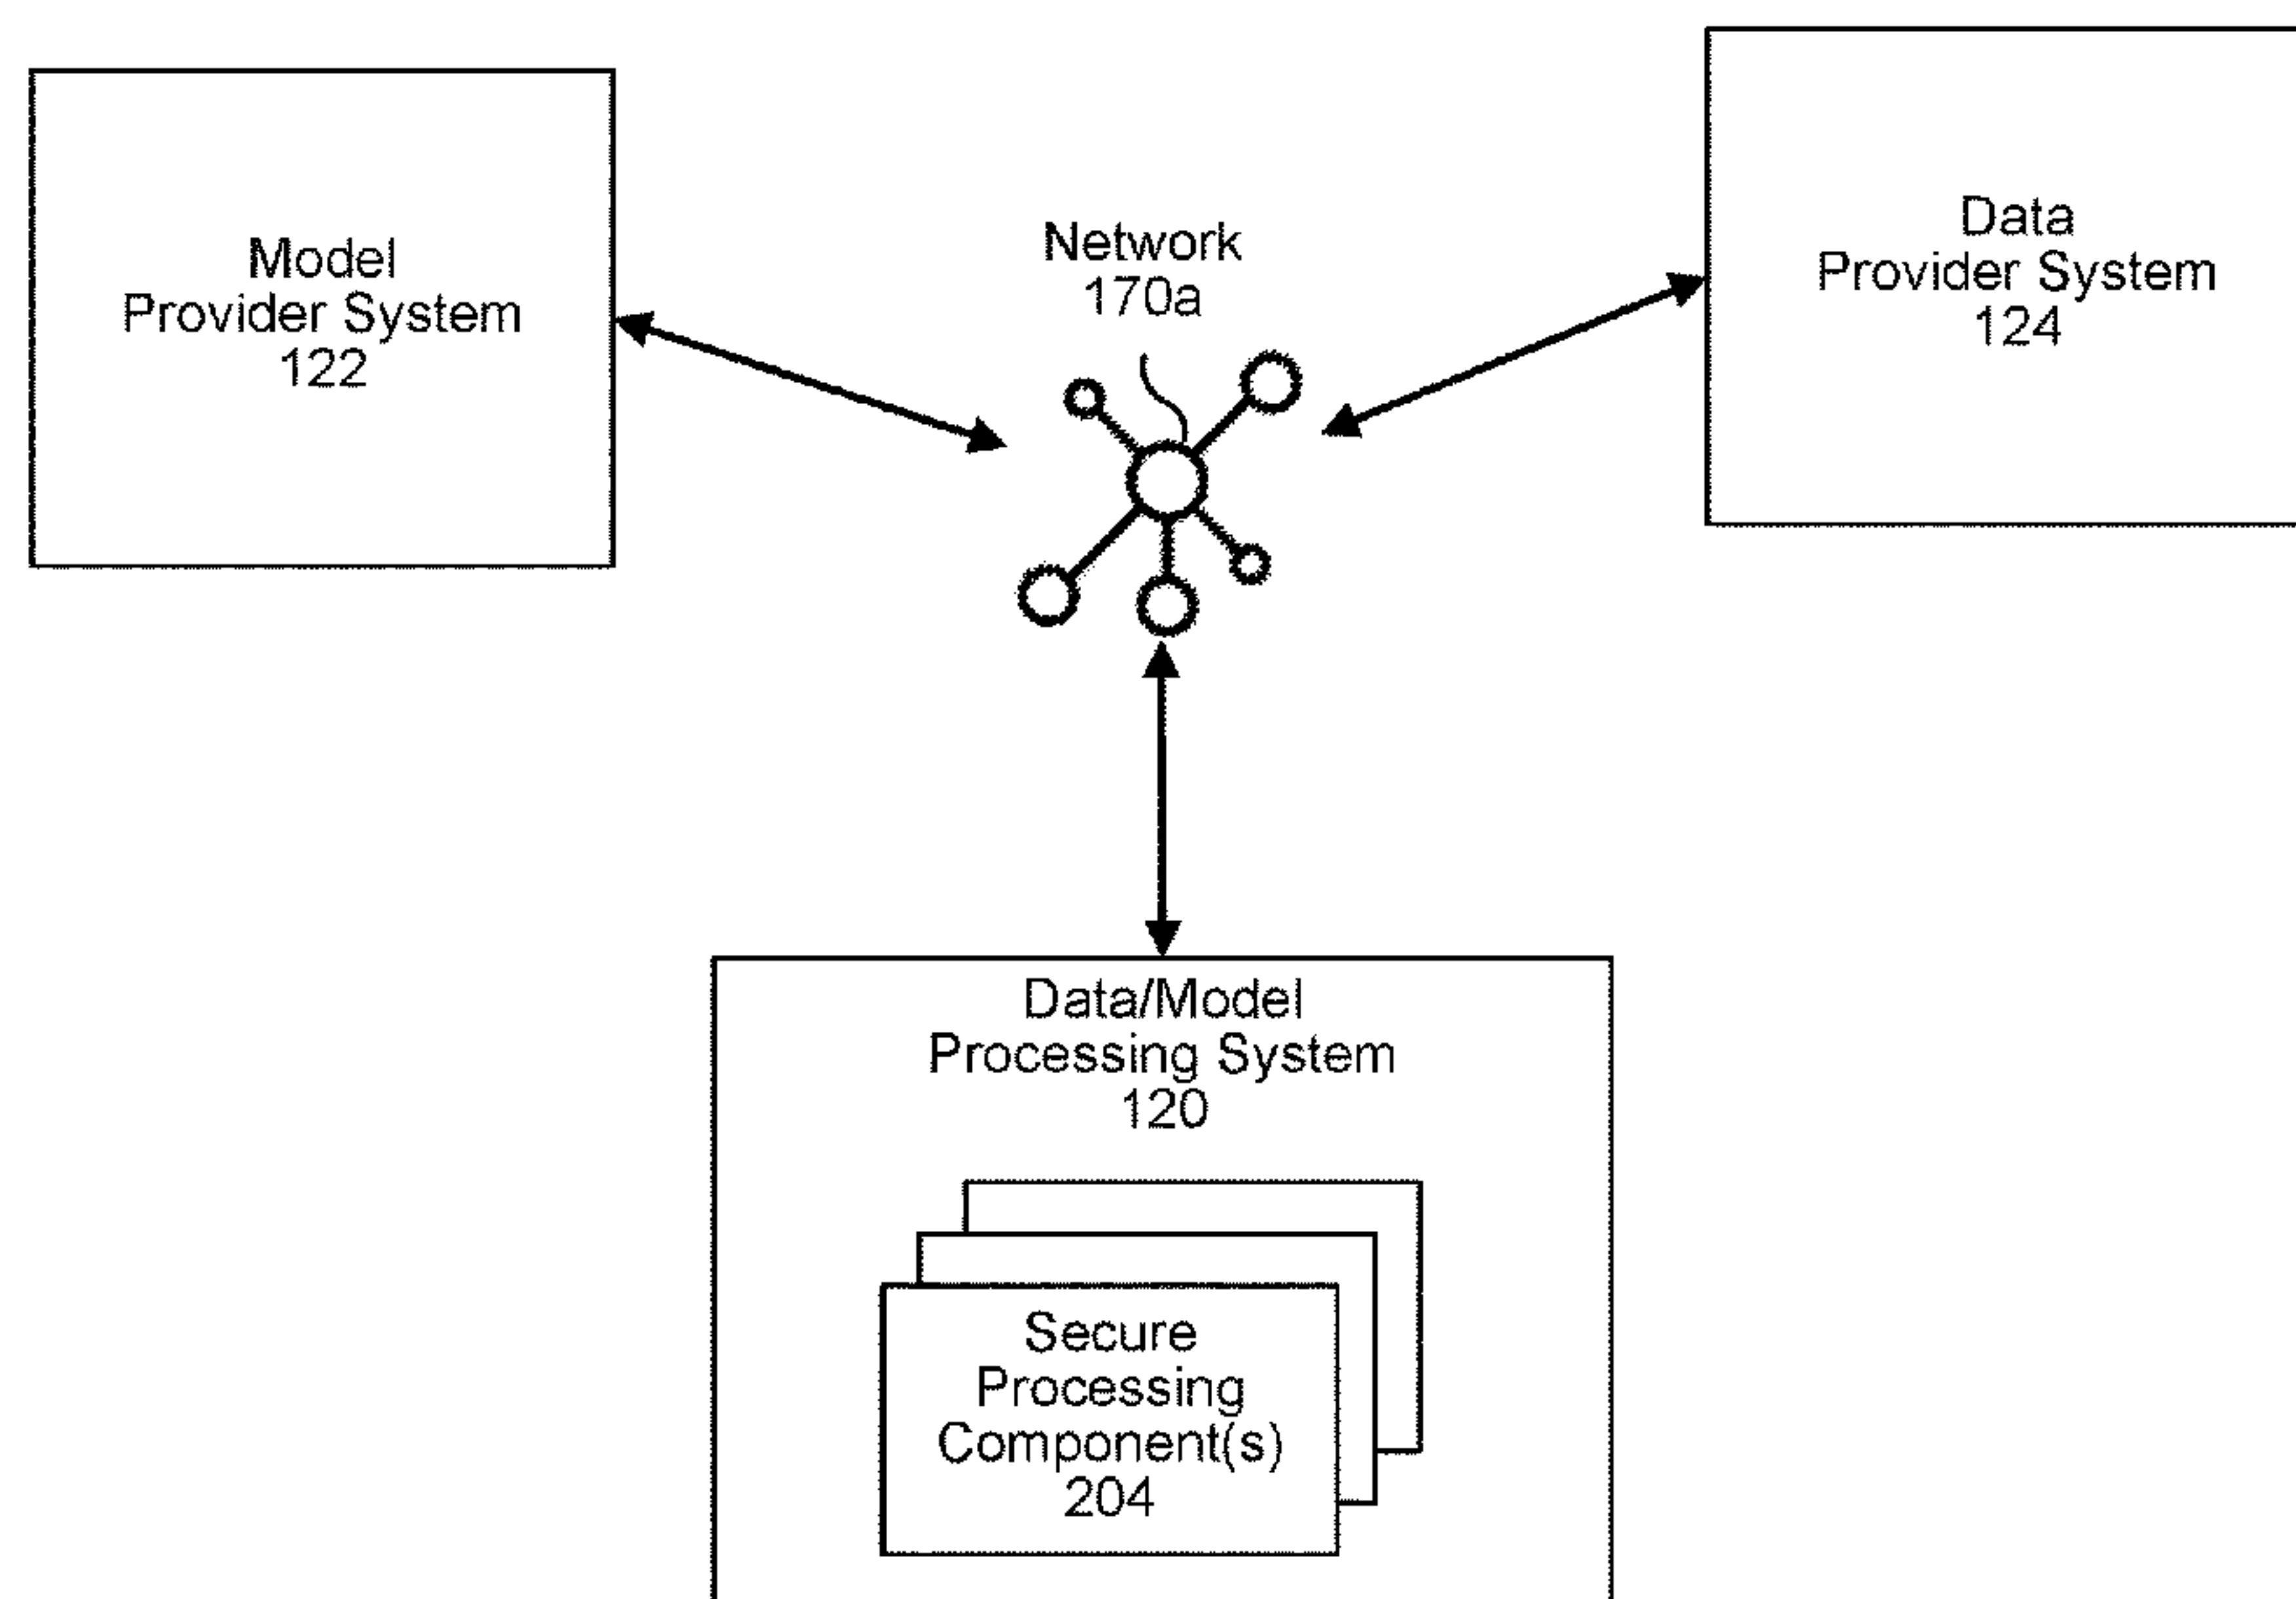 Model
Provider System
122
Network
170a
Data
Provider System
124
Data/Model
Processing System
120
Secure
Processing
Component(s)
204